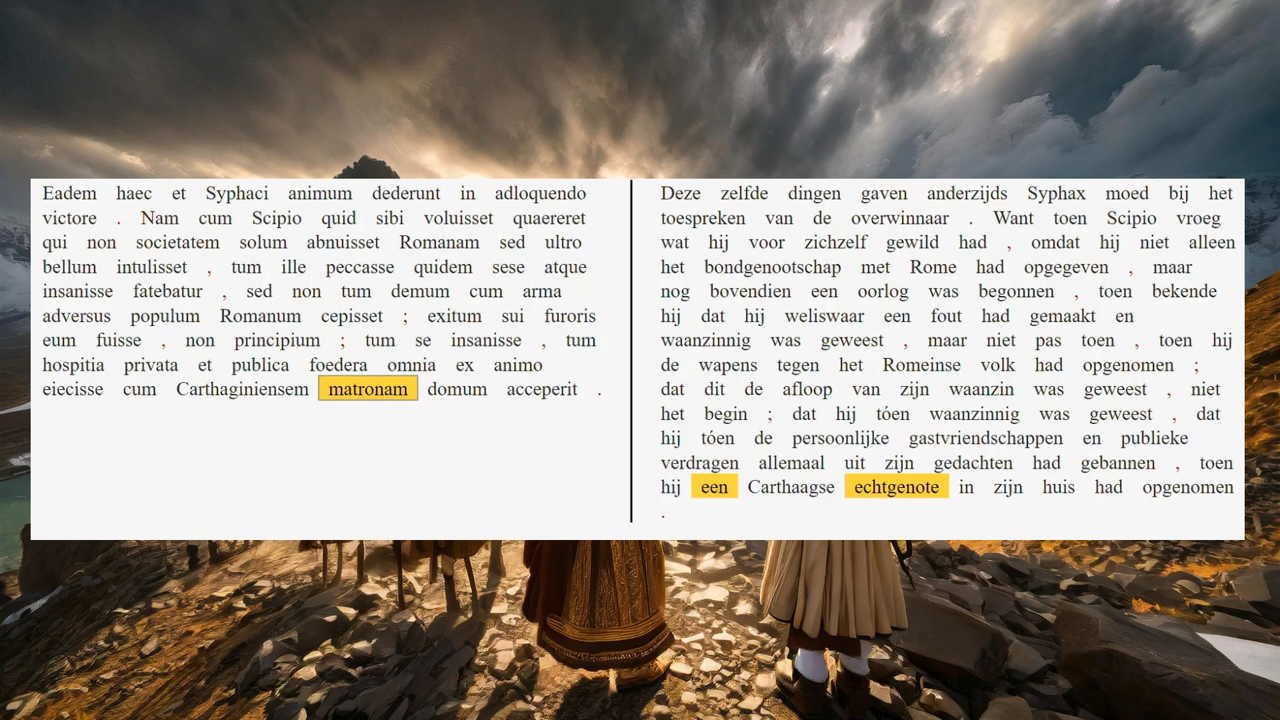 Eadem haec et Syphaci animum dederunt in adloquendo
victore . Nam cum Scipio quid sibi voluisset quaereret
qui non societatem solum abnuisset Romanam sed ultro
bellum intulisset , tum ille peccasse quidem sese atque
insanisse fatebatur , sed non tum demum cum arma
adversus populum Romanum cepisset ; exitum sui furoris
eum fuisse , non principium ; tum se insanisse , tum
hospitia privata et publica foedera omnia ex animo
eiecisse cum Carthaginiensem matronam domum acceperit .
Deze zelfde dingen gaven anderzijds Syphax moed bij het
toespreken van de overwinnaar . Want toen Scipio vroeg
wat hij voor zichzelf gewild had , omdat hij niet alleen
het bondgenootschap met Rome had opgegeven , maar
nog bovendien een oorlog was begonnen , toen bekende
hij dat hij weliswaar een fout had gemaakt en
waanzinnig was geweest , maar niet pas toen , toen hij
de wapens tegen het Romeinse volk had opgenomen ;
dat dit de afloop van zijn waanzin was geweest , niet
het begin ; dat hij tóen waanzinnig was geweest , dat
hij tóen de persoonlijke gastvriendschappen en publieke
verdragen allemaal uit zijn gedachten had gebannen , toen
hij een Carthaagse echtgenote in zijn huis had opgenomen
.